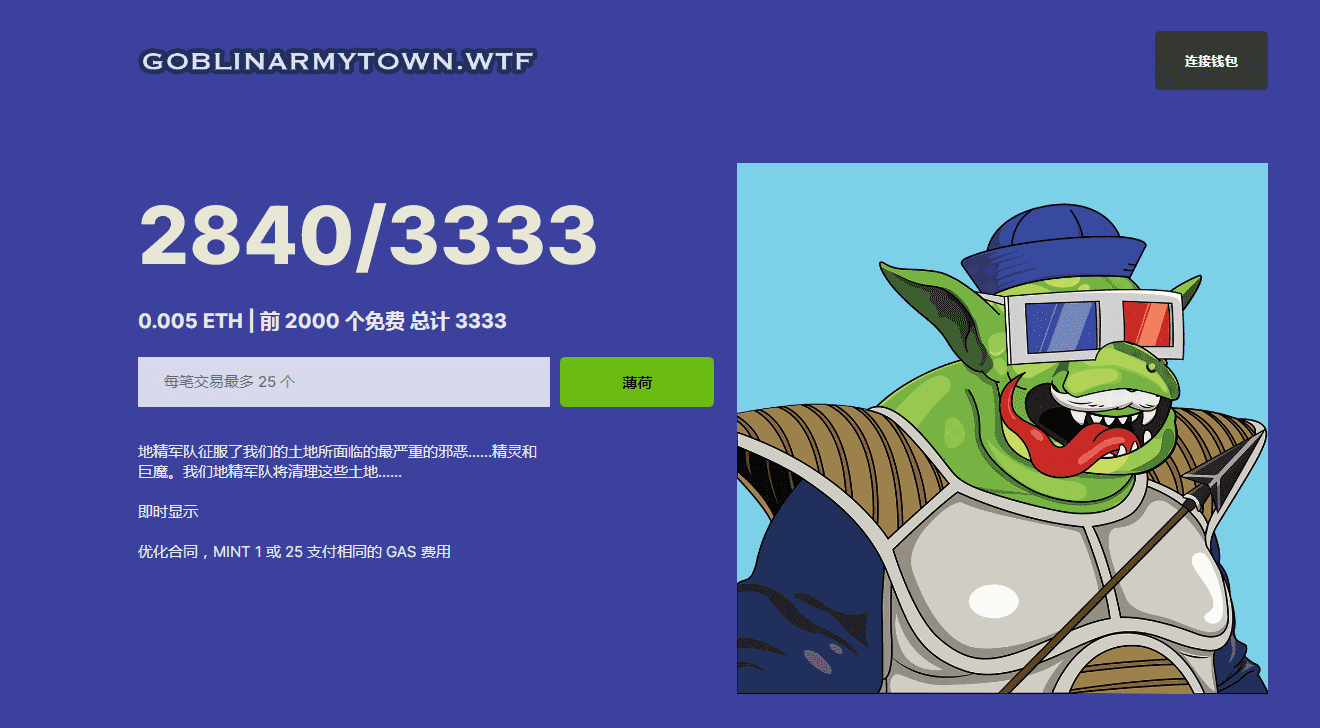 GOBLINARMYTOWN.WTF
连接钱包
2840/3333
0.005 ETH | 前 2000 个免费 总计 3333
每笔交易最多 25 个
薄荷
地精军队征服了我们的土地所面临的最严重的邪恶......精灵和
巨魔。我们地精军队将清理这些土地......
即时显示
优化合同，MINT 1 或 25 支付相同的 GAS 费用